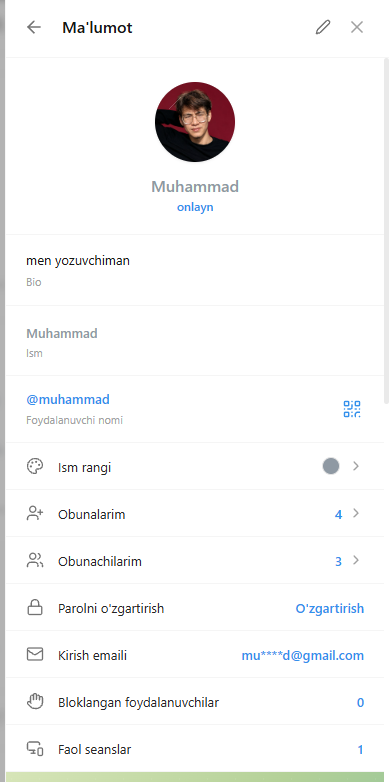 Ma'lumot
Muhammad
onlayn
men yozuvchiman
Bio
Muhammad
Ism
@muhammad
Foydalanuvchi nomi
Ism rangi
Obunalarim 4
Obunachilarim 3
Parolni o'zgartirish O'zgartirish
Kirish emaili mu****d@gmail.com
Bloklangan foydalanuvchilar 0
Faol seanslar 1